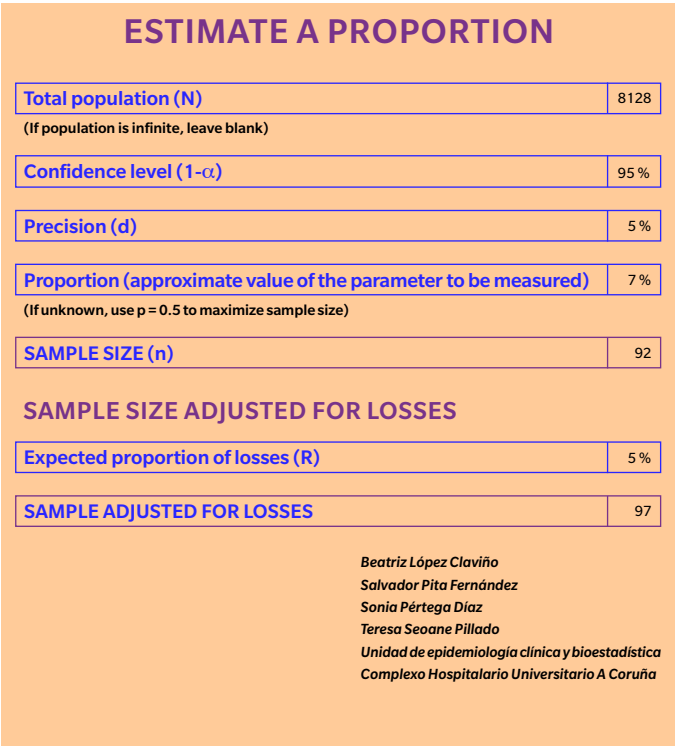 ESTIMATE A PROPORTION
Total population (N) 8128
(If population is infinite, leave blank)
Confidence level (1-α) 95 %
Precision (d) 5 %
Proportion (approximate value of the parameter to be measured) 7 %
(If unknown, use p = 0.5 to maximize sample size)
SAMPLE SIZE (n) 92
SAMPLE SIZE ADJUSTED FOR LOSSES
Expected proportion of losses (R) 5 %
SAMPLE ADJUSTED FOR LOSSES 97
Beatriz López Claviño
Salvador Pita Fernández
Sonia Pértega Díaz
Teresa Seoane Pillado
Unidad de epidemiología clínica y bioestadística
Complexo Hospitalario Universitario A Coruña